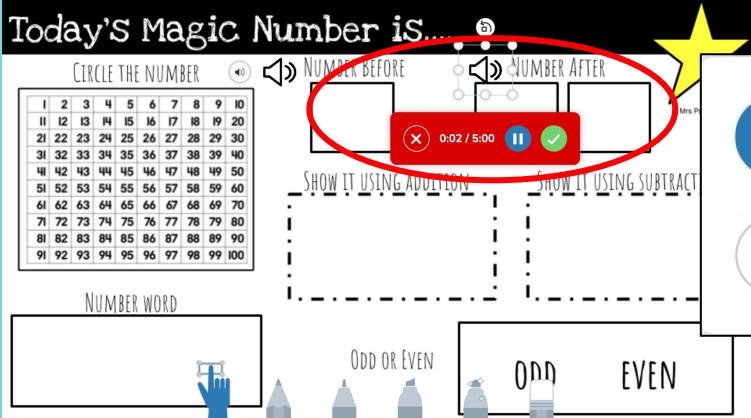 Today's Magic Number is....
Circle the number
Number Before
Number After
Mrs
1 2 3 4 5 6 7 8 9 10
11 12 13 14 15 16 17 18 19 20
21 22 23 24 25 26 27 28 29 30
31 32 33 34 35 36 37 38 39 40
41 42 43 44 45 46 47 48 49 50
51 52 53 54 55 56 57 58 59 60
61 62 63 64 65 66 67 68 69 70
71 72 73 74 75 76 77 78 79 80
81 82 83 84 85 86 87 88 89 90
91 92 93 94 95 96 97 98 99 100
0:02 / 5:00
Show it using addition
Show it using subtract
Number word
Odd or Even
ODD EVEN